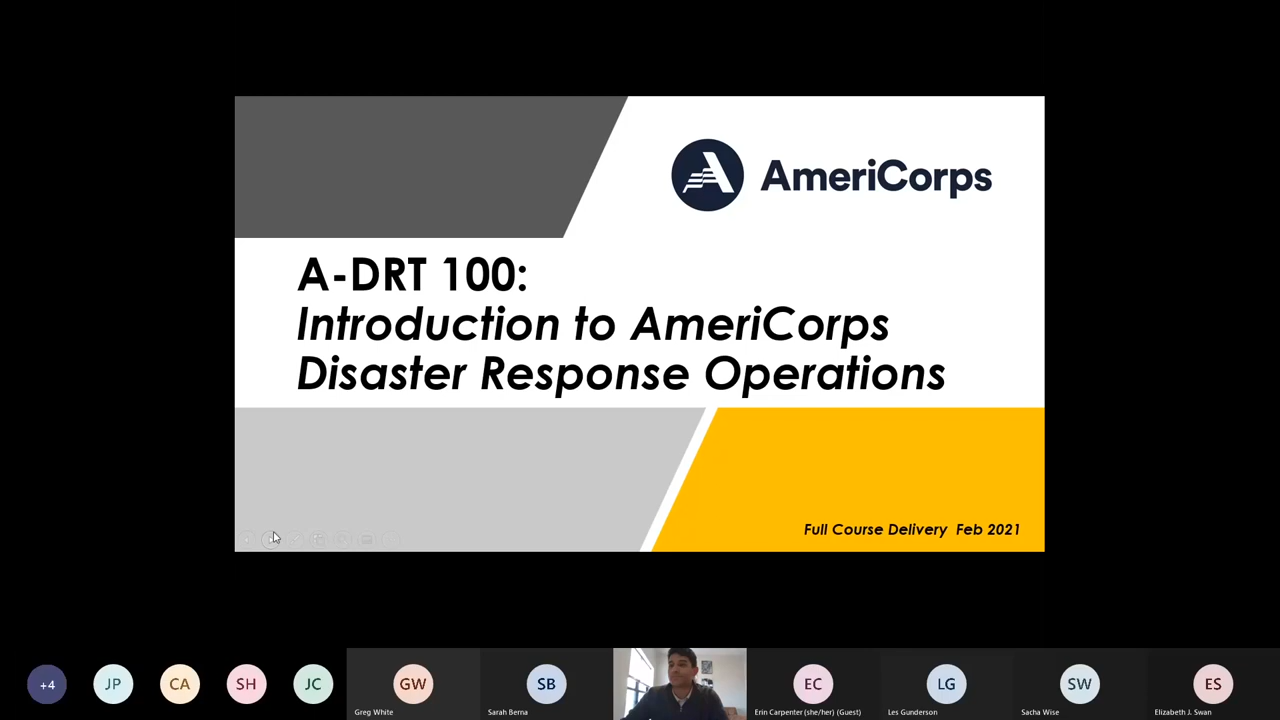 AmeriCorps
A-DRT 100:
Introduction to AmeriCorps
Disaster Response Operations
Full Course Delivery Feb 2021
+4
JP
CA
SH
JC
GW
Greg White
SB
Sarah Berna
EC
Erin Carpenter (she/her) (Guest)
LG
Les Gunderson
SW
Sacha Wise
ES
Elizabeth J. Swan